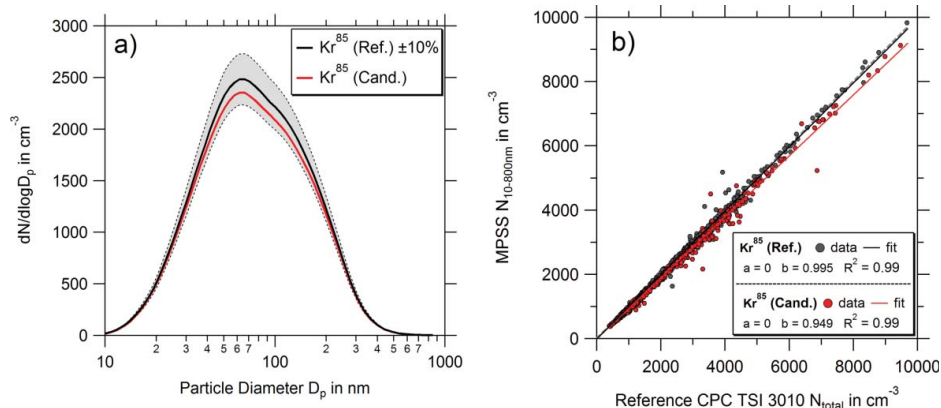 a)
Kr85 (Ref.) ±10%
Kr85 (Cand.)
3000
2500
2000
1500
1000
500
0
dN/dlogDp in cm-3
10 2 3 4 5 6 7 100 2 3 4 5 6 7
Particle Diameter Dp in nm
b)
10000
8000
6000
4000
2000
0
MPSS N10-800nm in cm-3
Kr85 (Ref.) data fit
a = 0 b = 0.995 R2 = 0.99
Kr85 (Cand.) data fit
a = 0 b = 0.949 R2 = 0.99
0 2000 4000 6000 8000 10000
Reference CPC TSI 3010 Ntotal in cm-3